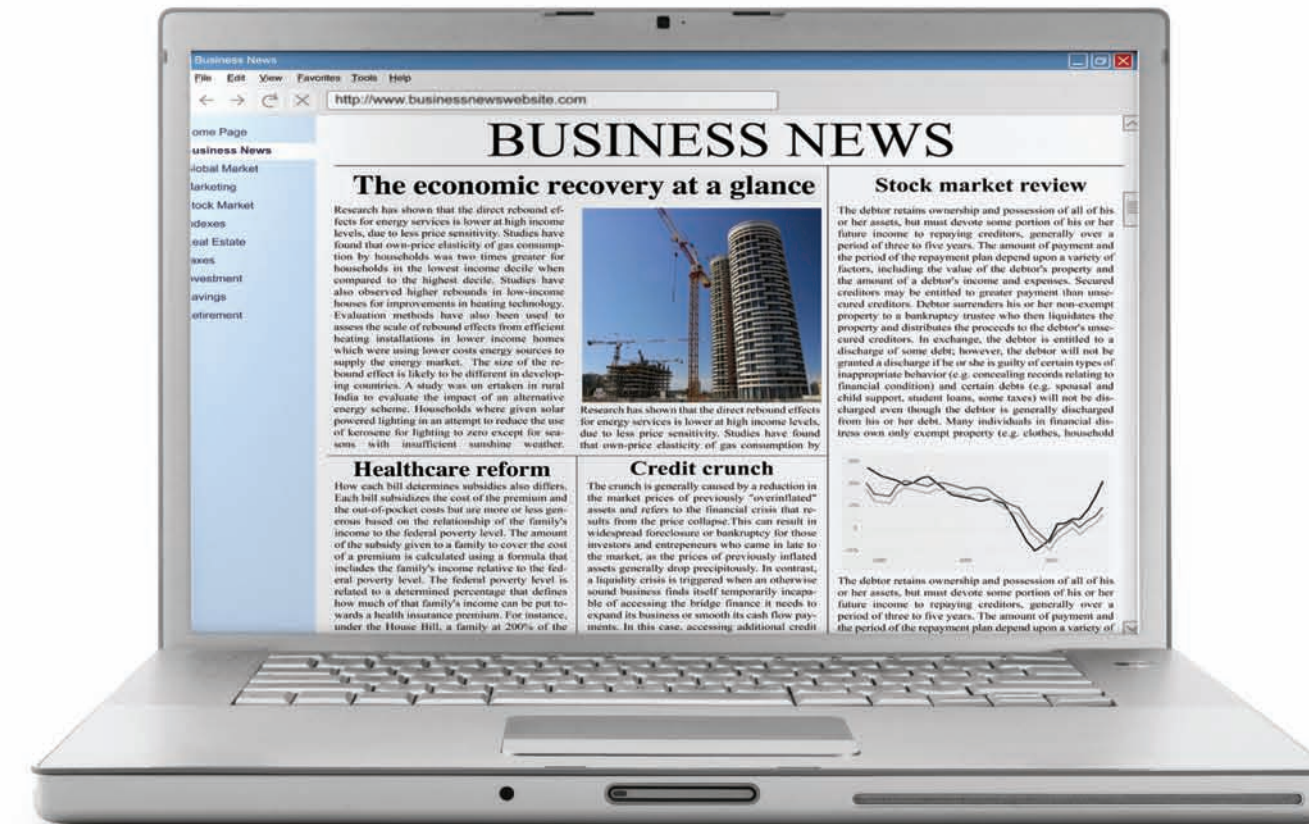 Business News
File Edit View Favorites Tools Help
http://www.businessnewswebsite.com
ome Page
usiness News
lobal Market
arketing
tock Market
ndexes
eal Estate
axes
nvestment
avings
etirement
BUSINESS NEWS
The economic recovery at a glance
Research has shown that the direct rebound ef-
fects for energy services is lower at high income
levels, due to less price sensitivity. Studies have
found that own-price elasticity of gas consump-
tion by households was two times greater for
households in the lowest income decile when
compared to the highest decile. Studies have
also observed higher rebounds in low-income
houses for improvements in heating technology.
Evaluation methods have also been used to
assess the scale of rebound effects from efficient
heating installations in lower income homes
which were using lower costs energy sources to
supply the energy market. The size of the re-
bound effect is likely to be different in develop-
ing countries. A study was un ertaken in rural
India to evaluate the impact of an alternative
energy scheme. Households where given solar
powered lighting in an attempt to reduce the use
of kerosene for lighting to zero except for sea-
sons with insufficient sunshine weather.
Research has shown that the direct rebound effects
for energy services is lower at high income levels,
due to less price sensitivity. Studies have found
that own-price elasticity of gas consumption by
Stock market review
The debtor retains ownership and possession of all of his
or her assets, but must devote some portion of his or her
future income to repaying creditors, generally over a
period of three to five years. The amount of payment and
the period of the repayment plan depend upon a variety of
factors, including the value of the debtor's property and
the amount of a debtor's income and expenses. Secured
creditors may be entitled to greater payment than unse-
cured creditors. Debtor surrenders his or her non-exempt
property to a bankruptcy trustee who then liquidates the
property and distributes the proceeds to the debtor's unse-
cured creditors. In exchange, the debtor is entitled to a
discharge of some debt; however, the debtor will not be
granted a discharge if he or she is guilty of certain types of
inappropriate behavior (e.g. concealing records relating to
financial condition) and certain debts (e.g. spousal and
child support, student loans, some taxes) will not be dis-
charged even though the debtor is generally discharged
from his or her debt. Many individuals in financial dis-
tress own only exempt property (e.g. clothes, household
The debtor retains ownership and possession of all of his
or her assets, but must devote some portion of his or her
future income to repaying creditors, generally over a
period of three to five years. The amount of payment and
the period of the repayment plan depend upon a variety of
Healthcare reform
How each bill determines subsidies also differs.
Each bill subsidizes the cost of the premium and
the out-of-pocket costs but are more or less gen-
erous based on the relationship of the family's
income to the federal poverty level. The amount
of the subsidy given to a family to cover the cost
of a premium is calculated using a formula that
includes the family's income relative to the fed-
eral poverty level. The federal poverty level is
related to a determined percentage that defines
how much of that family's income can be put to-
wards a health insurance premium. For instance,
under the House Hill, a family at 200% of the
Credit crunch
The crunch is generally caused by a reduction in
the market prices of previously "overinflated"
assets and refers to the financial crisis that re-
sults from the price collapse.This can result in
widespread foreclosure or bankruptcy for those
investors and entrepeneurs who came in late to
the market, as the prices of previously inflated
assets generally drop precipitously. In contrast,
a liquidity crisis is triggered when an otherwise
sound business finds itself temporarily incapa-
ble of accessing the bridge finance it needs to
expand its business or smooth its cash flow pay-
ments. In this case, accessing additional credit